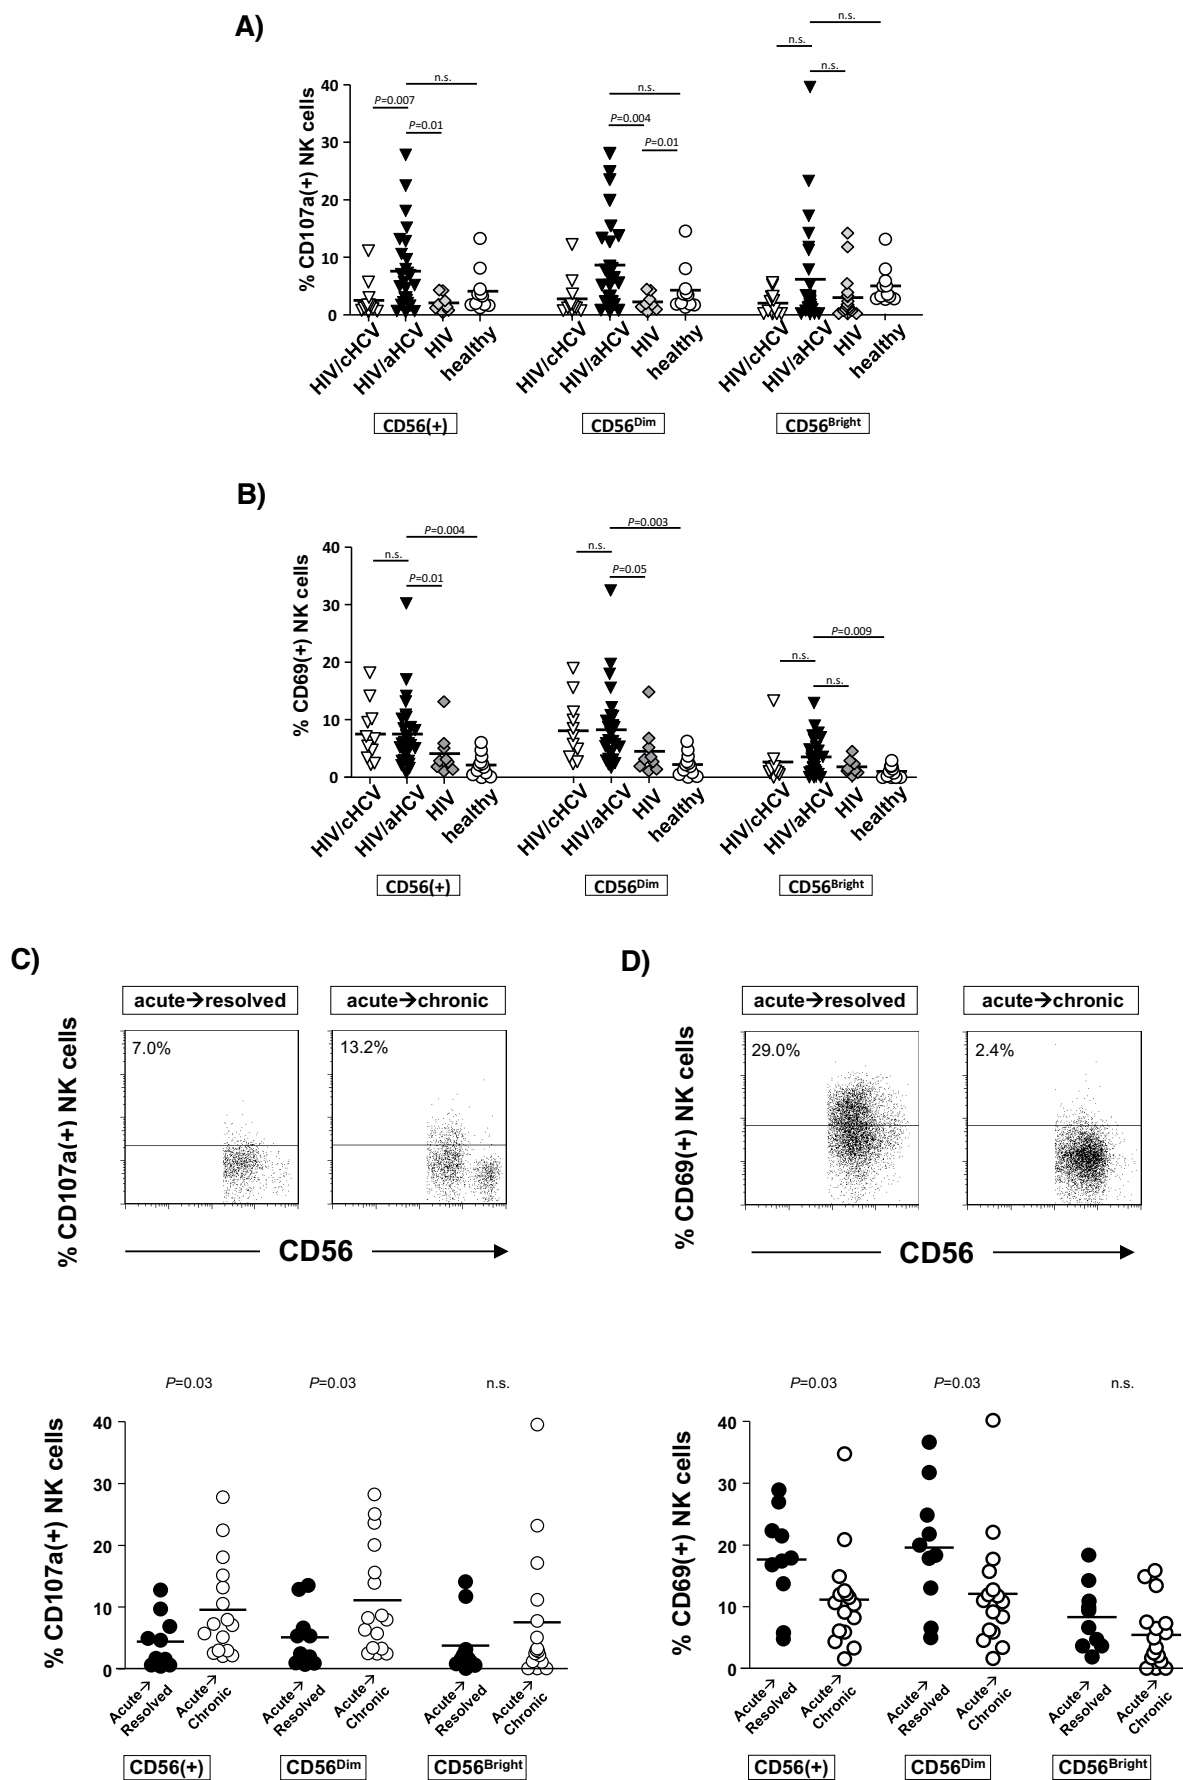 A)
n.s.
n.s.
n.s.
n.s.
n.s.
P=0.007
P=0.01
P=0.004
P=0.01
% CD107a(+) NK cells
40
30
20
10
0
HIV/cHCV
HIV/aHCV
HIV
healthy
HIV/cHCV
HIV/aHCV
HIV
healthy
HIV/cHCV
HIV/aHCV
HIV
healthy
CD56(+)
CD56Dim
CD56Bright
B)
P=0.004
P=0.003
n.s.
n.s.
P=0.01
P=0.05
P=0.009
n.s.
n.s.
% CD69(+) NK cells
40
30
20
10
0
HIV/cHCV
HIV/aHCV
HIV
healthy
HIV/cHCV
HIV/aHCV
HIV
healthy
HIV/cHCV
HIV/aHCV
HIV
healthy
CD56(+)
CD56Dim
CD56Bright
C)
acute→resolved
acute→chronic
% CD107a(+) NK cells
7.0%
13.2%
CD56
P=0.03
P=0.03
n.s.
% CD107a(+) NK cells
40
30
20
10
0
Acute→
Resolved
Acute→
Chronic
Acute→
Resolved
Acute→
Chronic
Acute→
Resolved
Acute→
Chronic
CD56(+)
CD56Dim
CD56Bright
D)
acute→resolved
acute→chronic
% CD69(+) NK cells
29.0%
2.4%
CD56
P=0.03
P=0.03
n.s.
% CD69(+) NK cells
40
30
20
10
0
Acute→
Resolved
Acute→
Chronic
Acute→
Resolved
Acute→
Chronic
Acute→
Resolved
Acute→
Chronic
CD56(+)
CD56Dim
CD56Bright